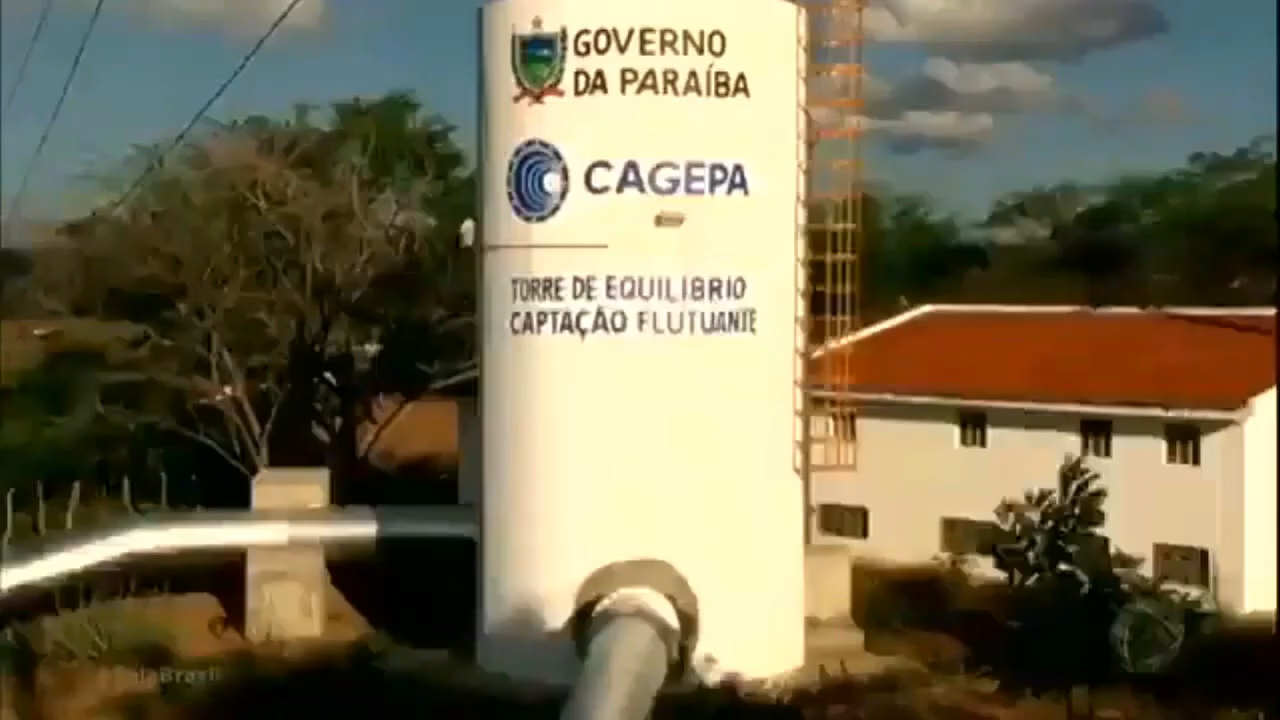 GOVERNO
DA PARAÍBA
CAGEPA
TORRE DE EQUILIBRIO
CAPTAÇÃO FLUTUANTE